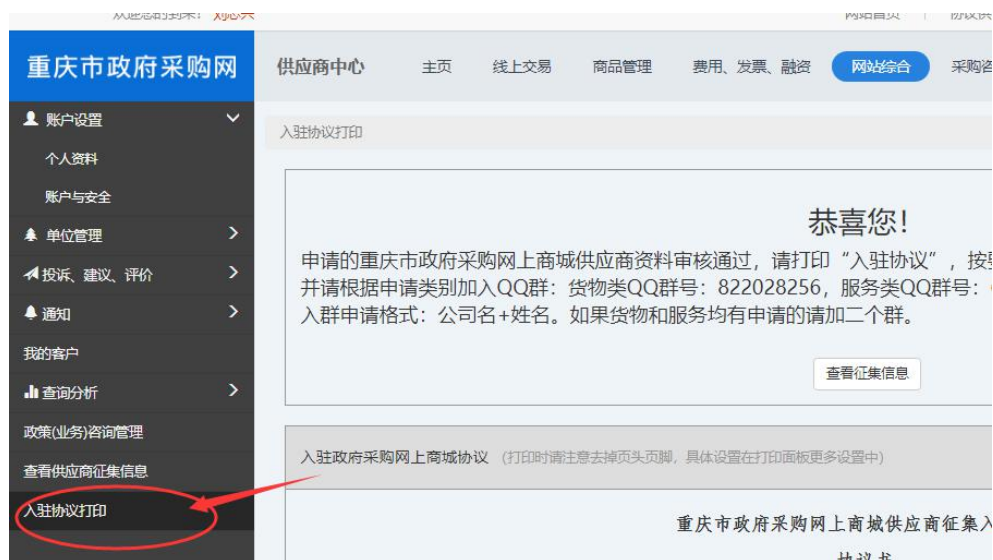 重庆市政府采购网
供应商中心 主页 线上交易 商品管理 费用、发票、融资 网站综合 采购咨
账户设置
个人资料
账户与安全
单位管理
投诉、建议、评价
通知
我的客户
查询分析
政策(业务)咨询管理
查看供应商征集信息
入驻协议打印
入驻协议打印
恭喜您!
申请的重庆市政府采购网上商城供应商资料审核通过，请打印“入驻协议”，按
并请根据申请类别加入QQ群：货物类QQ群号：822028256，服务类QQ群号：
入群申请格式：公司名+姓名。如果货物和服务均有申请的请加二个群。
查看征集信息
入驻政府采购网上商城协议 (打印时请注意去掉页头页脚, 具体设置在打印面板更多设置中)
重庆市政府采购网上商城供应商征集入